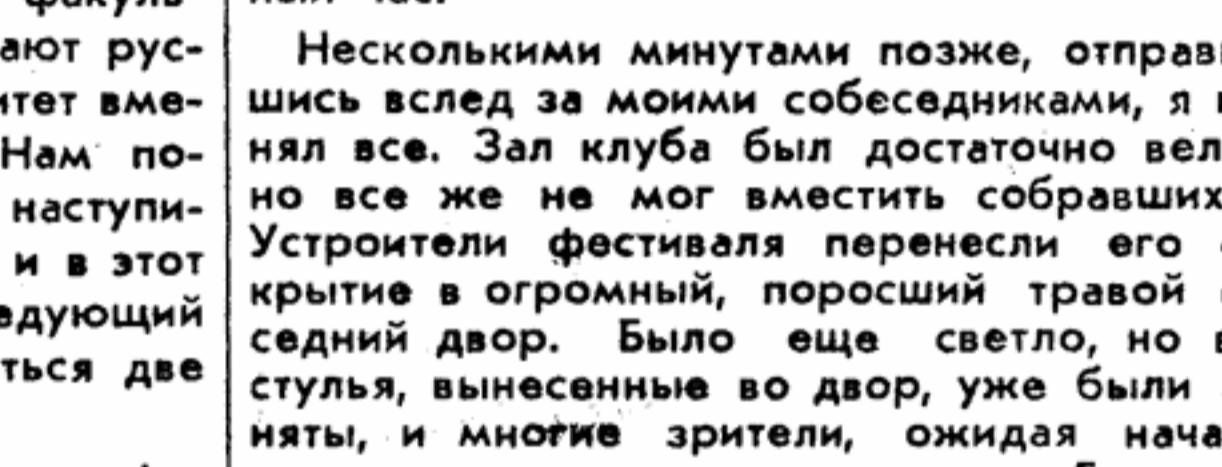 ают рус-
вме-
Нам по-
наступи-
и в этот
дующий
ться две
Несколькими минутами позже, отправи
шись вслед за моими собеседниками, я
нял все. Зал клуба был достаточно вел
но все же не мог вместить собравших
Устроители фестиваля перенесли его
крытие в огромный, поросший травой
седний двор. Было еще светло, но
стулья, вынесенные во двор, уже были
няты, и многие зрители, ожидая нача